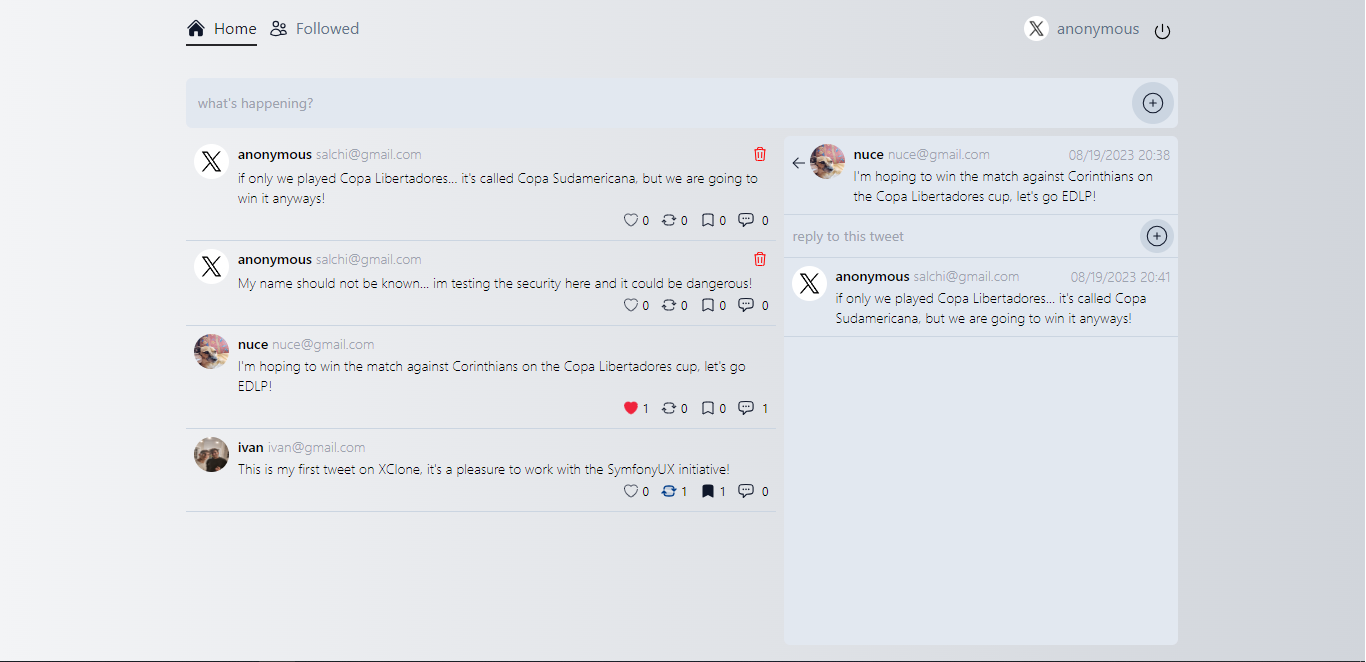 Home Followed anonymous
what's happening?
anonymous salchi@gmail.com
if only we played Copa Libertadores... it's called Copa Sudamericana, but we are going to
win it anyways!
0 0 0 0
anonymous salchi@gmail.com
My name should not be known... im testing the security here and it could be dangerous!
0 0 0 0
nuce nuce@gmail.com
I'm hoping to win the match against Corinthians on the Copa Libertadores cup, let's go
EDLP!
1 0 0 1
ivan ivan@gmail.com
This is my first tweet on XClone, it's a pleasure to work with the SymfonyUX initiative!
0 1 1 0
nuce nuce@gmail.com 08/19/2023 20:38
I'm hoping to win the match against Corinthians on
the Copa Libertadores cup, let's go EDLP!
reply to this tweet
anonymous salchi@gmail.com 08/19/2023 20:41
if only we played Copa Libertadores... it's called Copa
Sudamericana, but we are going to win it anyways!